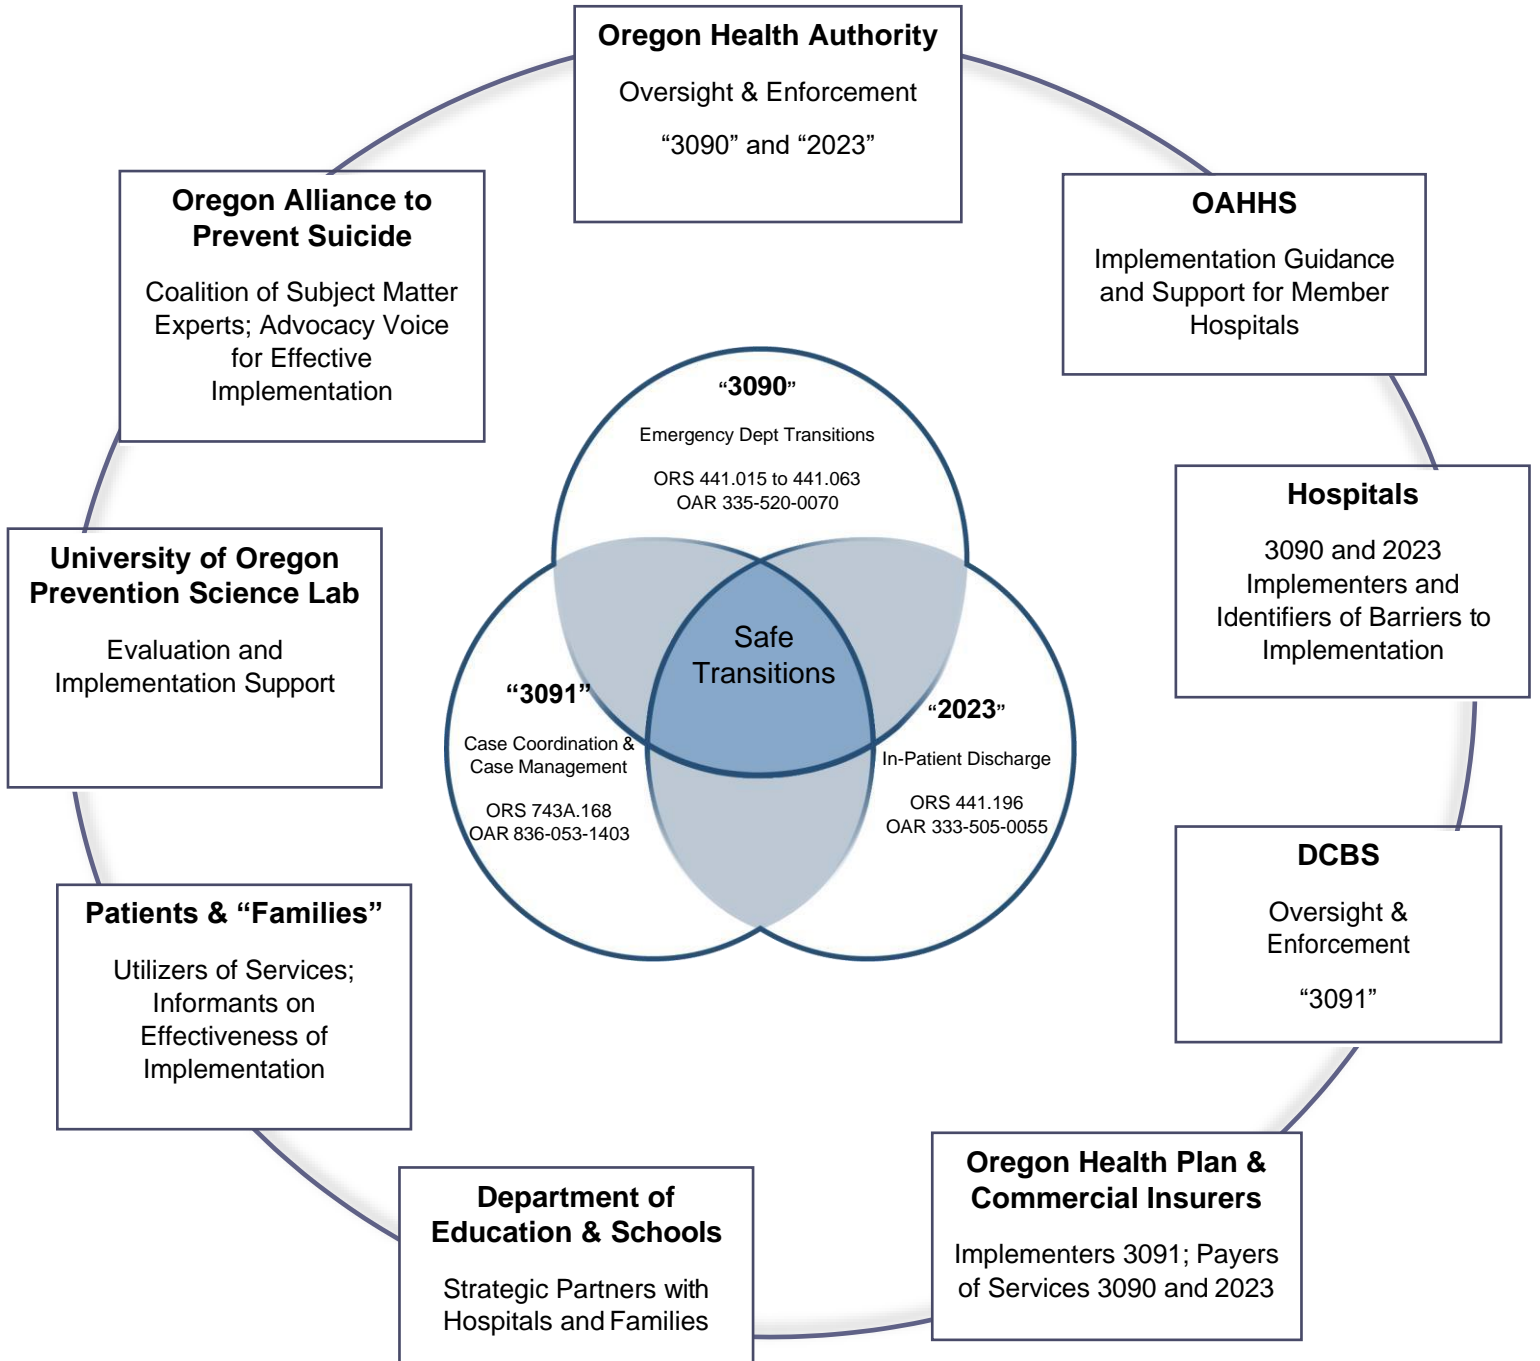 Oregon Health Authority
Oversight & Enforcement
“3090” and “2023”
Oregon Alliance to
Prevent Suicide
Coalition of Subject Matter
Experts; Advocacy Voice
for Effective
Implementation
OAHHS
Implementation Guidance
and Support for Member
Hospitals
“3090”
Emergency Dept Transitions
ORS 441.015 to 441.063
OAR 335-520-0070
Hospitals
3090 and 2023
Implementers and
Identifiers of Barriers to
Implementation
University of Oregon
Prevention Science Lab
Evaluation and
Implementation Support
Safe
Transitions
“3091”
Case Coordination &
Case Management
ORS 743A.168
OAR 836-053-1403
“2023”
In-Patient Discharge
ORS 441.196
OAR 333-505-0055
DCBS
Oversight &
Enforcement
“3091”
Patients & “Families”
Utilizers of Services;
Informants on
Effectiveness of
Implementation
Oregon Health Plan &
Commercial Insurers
Implementers 3091; Payers
of Services 3090 and 2023
Department of
Education & Schools
Strategic Partners with
Hospitals and Families